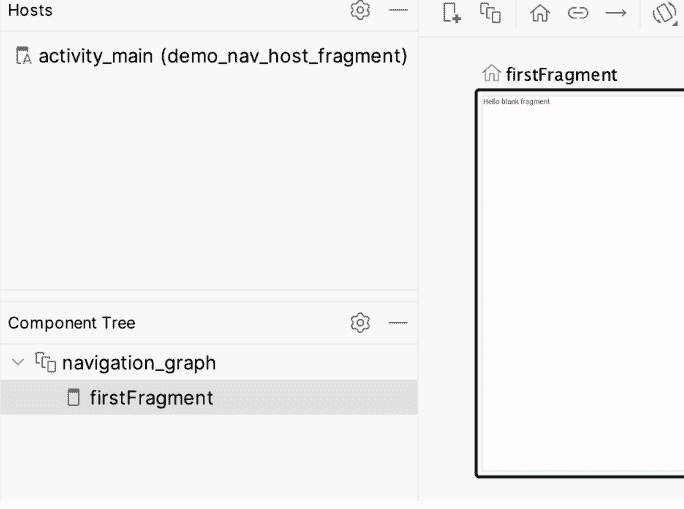 Hosts
activity_main (demo_nav_host_fragment)
firstFragment
Hello blank fragment
Component Tree
navigation_graph
firstFragment